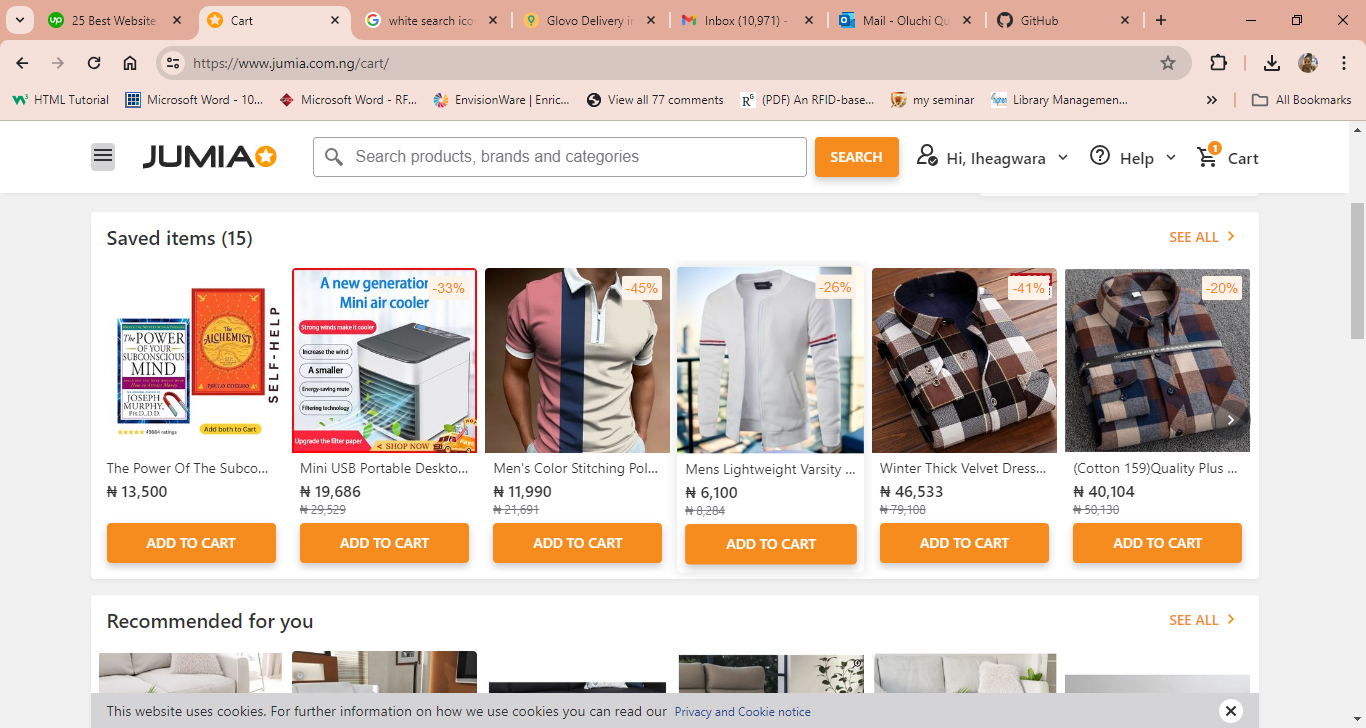 25 Best Website
Cart
white search ico
Glovo Delivery in
Inbox (10,971) -
Mail - Oluchi Qu
GitHub
https://www.jumia.com.ng/cart/
HTML Tutorial
Microsoft Word - 10...
Microsoft Word - RF...
EnvisionWare | Enric...
View all 77 comments
(PDF) An RFID-base...
my seminar
Library Managemen...
All Bookmarks
JUMIA
Search products, brands and categories
SEARCH
Hi, Iheagwara
Help
1
Cart
Saved items (15)
SEE ALL
The POWER
OF YOUR
SUBCONSCIOUS
MIND
JOSEPH
MURPHY,
PH.D., D.D.
The
ALCHEMIST
PAULO COELHO
SELF-HELP
Add both to Cart
A new generation
Mini air cooler
-33%
Strong winds make it cooler
Increase the wind
A smaller
Energy-saving mute
Filtering technology
Upgrade the filter paper
< SHOP NOW
-45%
-26%
-41%
-20%
The Power Of The Subco...
₦ 13,500
ADD TO CART
Mini USB Portable Deskto...
₦ 19,686
₦ 29,529
ADD TO CART
Men's Color Stitching Pol...
₦ 11,990
₦ 21,691
ADD TO CART
Mens Lightweight Varsity ...
₦ 6,100
₦ 8,284
ADD TO CART
Winter Thick Velvet Dress...
₦ 46,533
₦ 79,108
ADD TO CART
(Cotton 159)Quality Plus ...
₦ 40,104
₦ 50,130
ADD TO CART
Recommended for you
SEE ALL
This website uses cookies. For further information on how we use cookies you can read our Privacy and Cookie notice